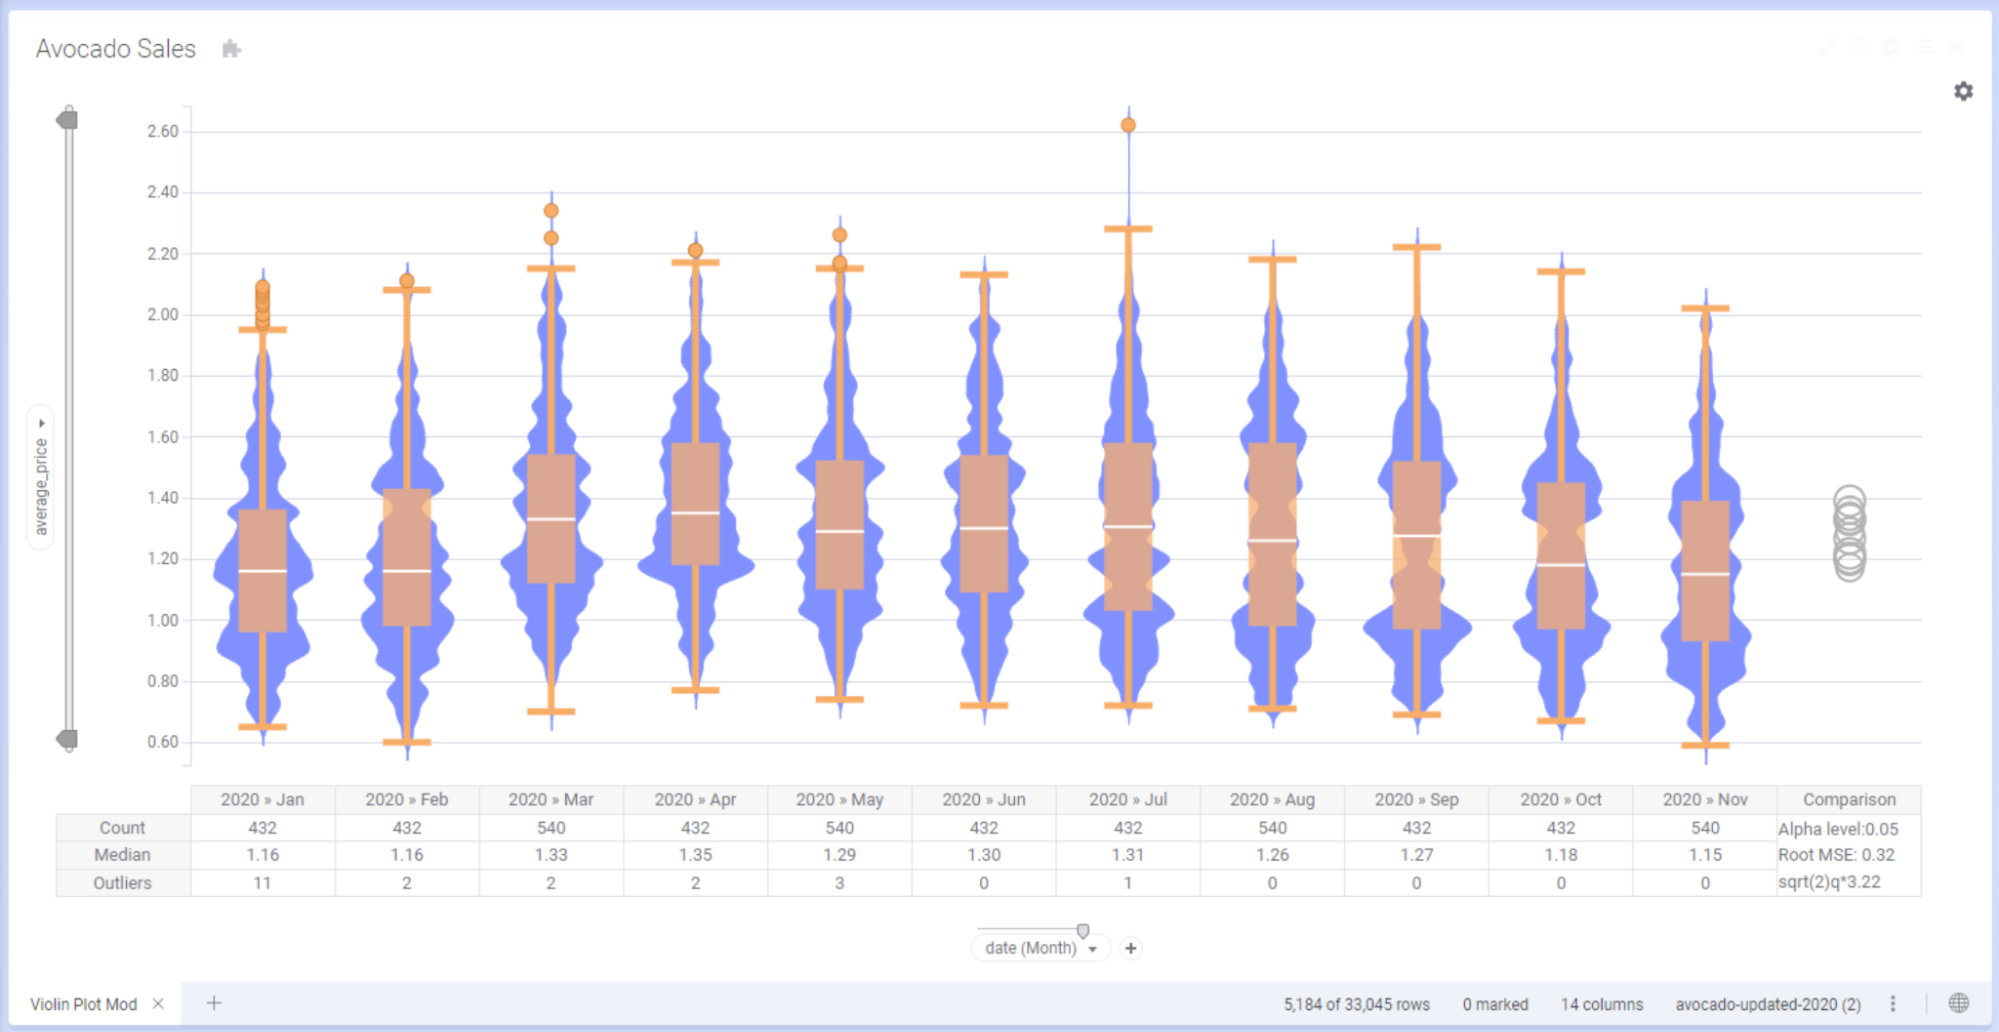 Avocado Sales
average_price
2.60
2.40
2.20
2.00
1.80
1.60
1.40
1.20
1.00
0.80
0.60
2020 » Jan 2020 » Feb 2020 » Mar 2020 » Apr 2020 » May 2020 » Jun 2020 » Jul 2020 » Aug 2020 » Sep 2020 » Oct 2020 » Nov Comparison
Count 432 432 540 432 540 432 432 540 432 432 540 Alpha level:0.05
Median 1.16 1.16 1.33 1.35 1.29 1.30 1.31 1.26 1.27 1.18 1.15 Root MSE: 0.32
Outliers 11 2 2 2 3 0 1 0 0 0 0 sqrt(2)q*3.22
date (Month)
Violin Plot Mod 5,184 of 33,045 rows 0 marked 14 columns avocado-updated-2020 (2)